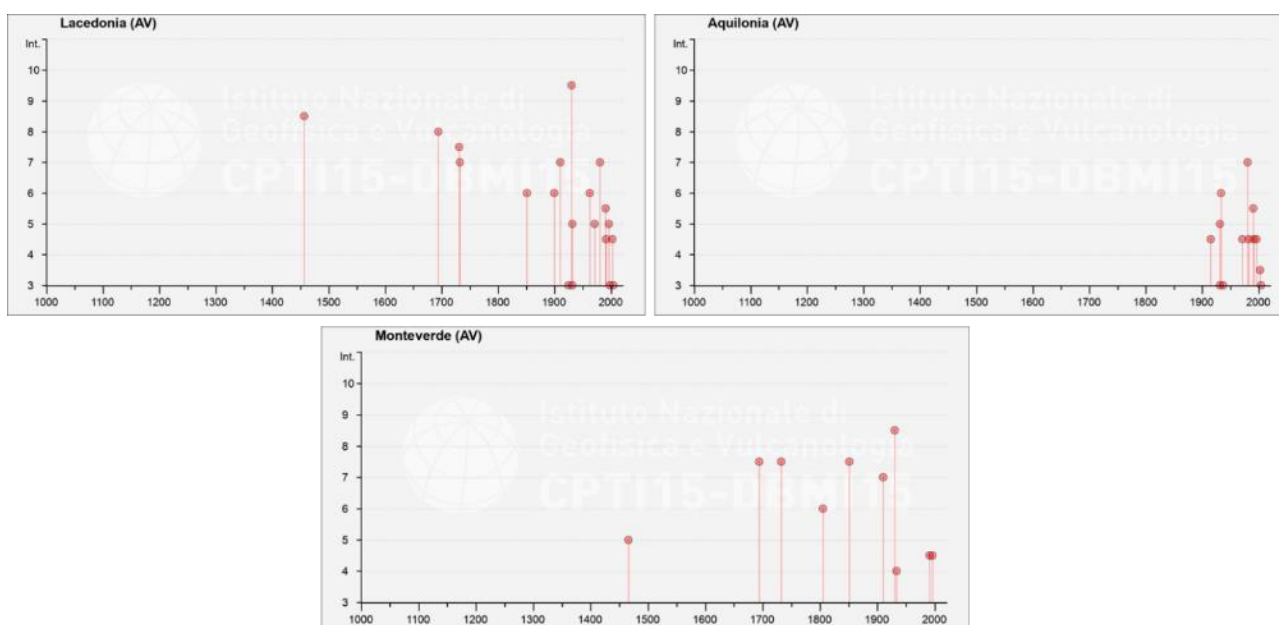 Lacedonia (AV)
Int.
10
9
8
7
6
5
4
3
1000 1100 1200 1300 1400 1500 1600 1700 1800 1900 2000
Istituto Nazionale di
Geofisica e Vulcanologia
CPTI15-DBMI15
Aquilonia (AV)
Int.
10
9
8
7
6
5
4
3
1000 1100 1200 1300 1400 1500 1600 1700 1800 1900 2000
Istituto Nazionale di
Geofisica e Vulcanologia
CPTI15-DBMI15
Monteverde (AV)
Int.
10
9
8
7
6
5
4
3
1000 1100 1200 1300 1400 1500 1600 1700 1800 1900 2000
Istituto Nazionale di
Geofisica e Vulcanologia
CPTI15-DBMI15